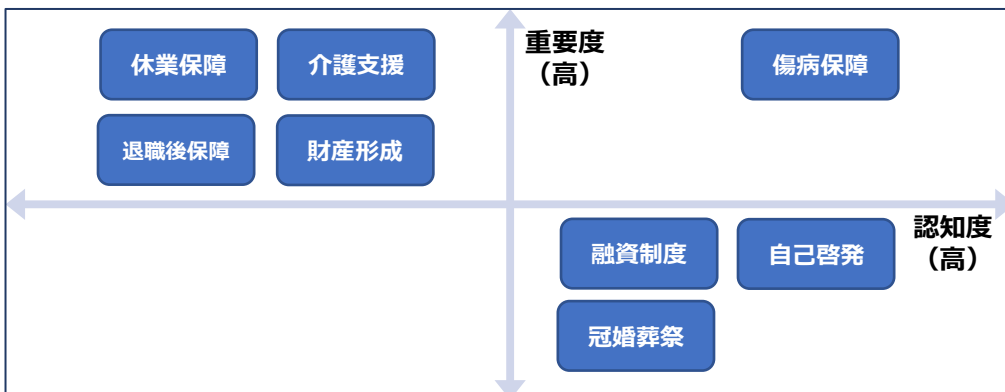 重要度
（高）
休業保障
介護支援
傷病保障
退職後保障
財産形成
認知度
（高）
融資制度
自己啓発
冠婚葬祭